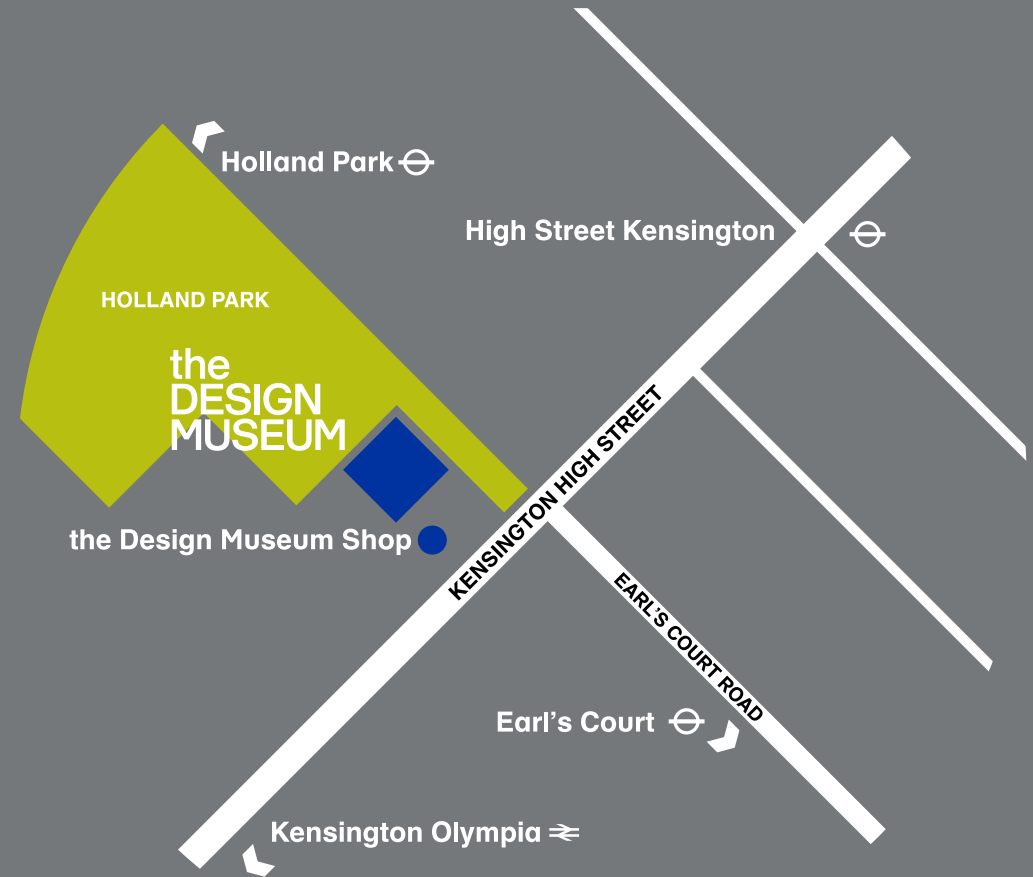 Holland Park
High Street Kensington
HOLLAND PARK
the
DESIGN
MUSEUM
KENSINGTON HIGH STREET
the Design Museum Shop
EARL'S COURT ROAD
Earl's Court
Kensington Olympia